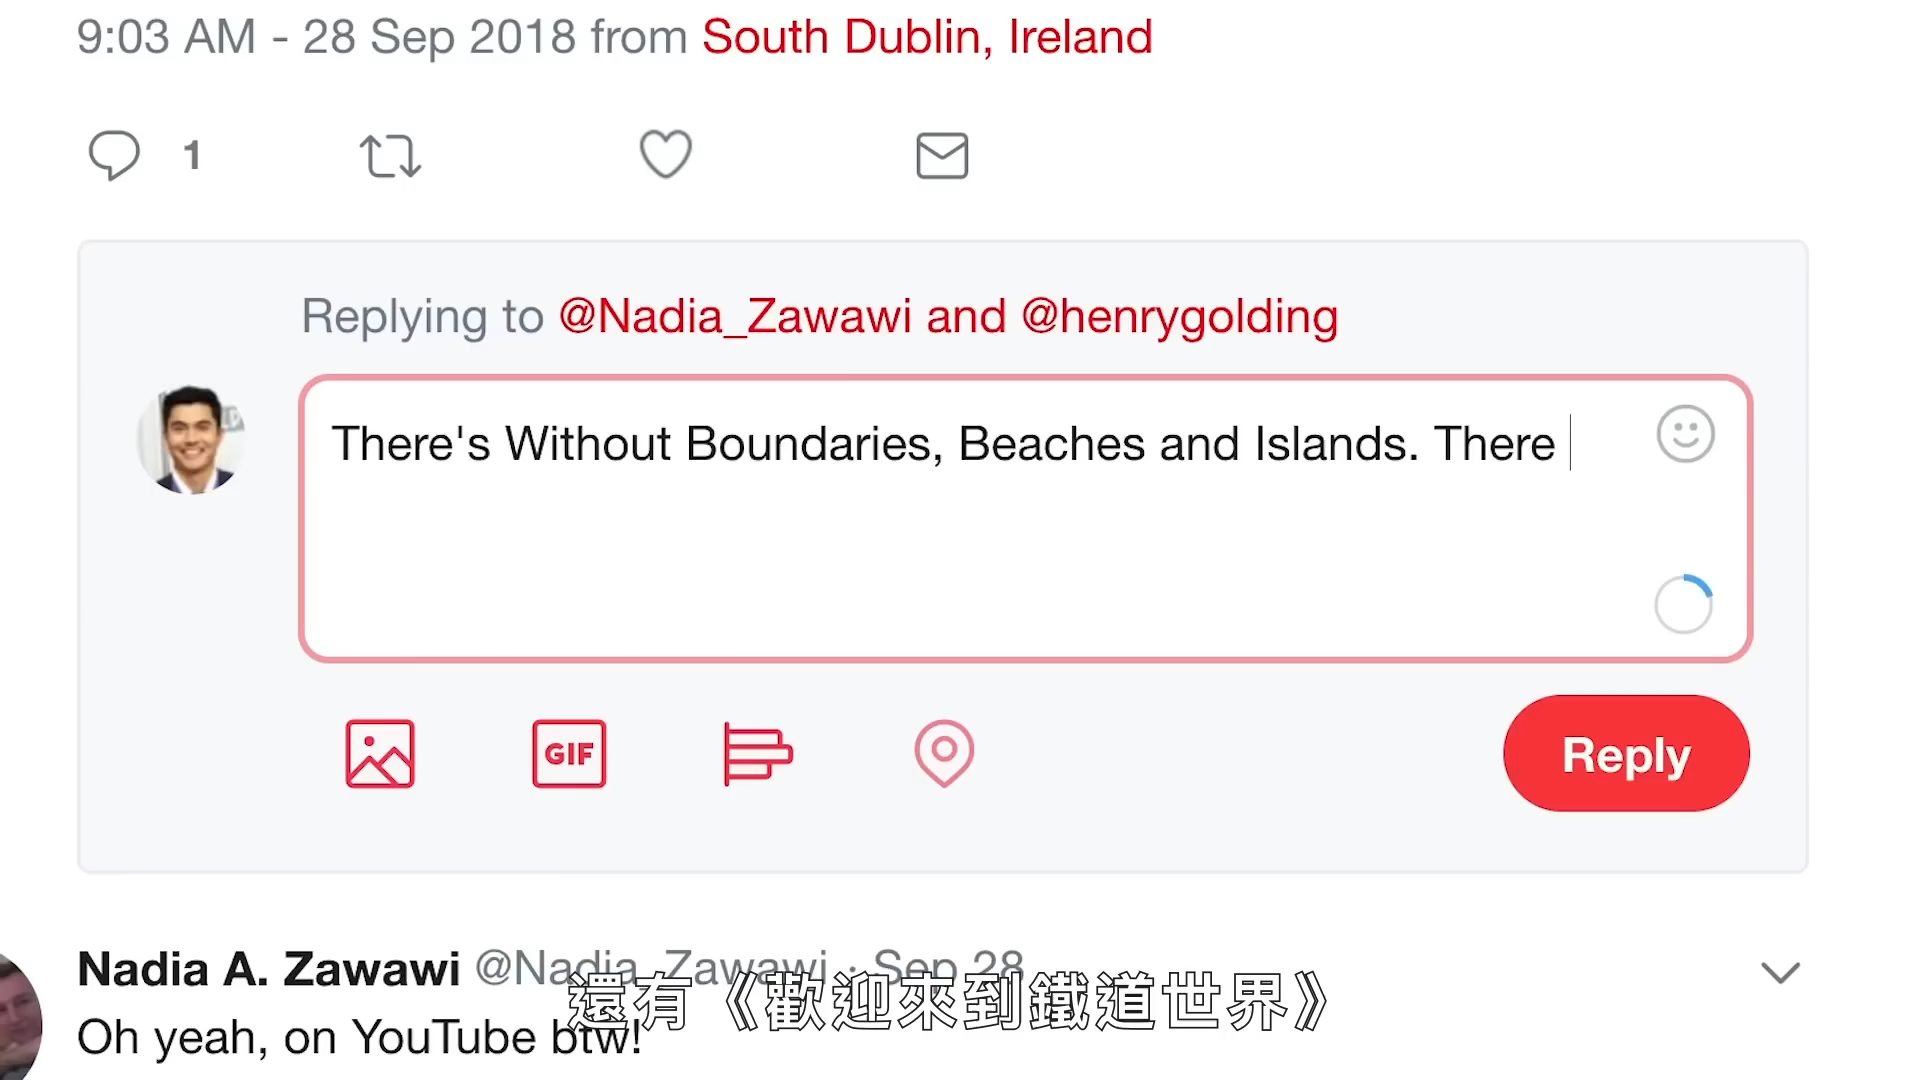 9:03 AM - 28 Sep 2018 from South Dublin, Ireland
1
Replying to @Nadia_Zawawi and @henrygolding
There's Without Boundaries, Beaches and Islands. There
GIF
Reply
Nadia A. Zawawi @Nadia_Zawawi · Sep 28
Oh yeah, on YouTube btw!
還有《歡迎來到鐵道世界》